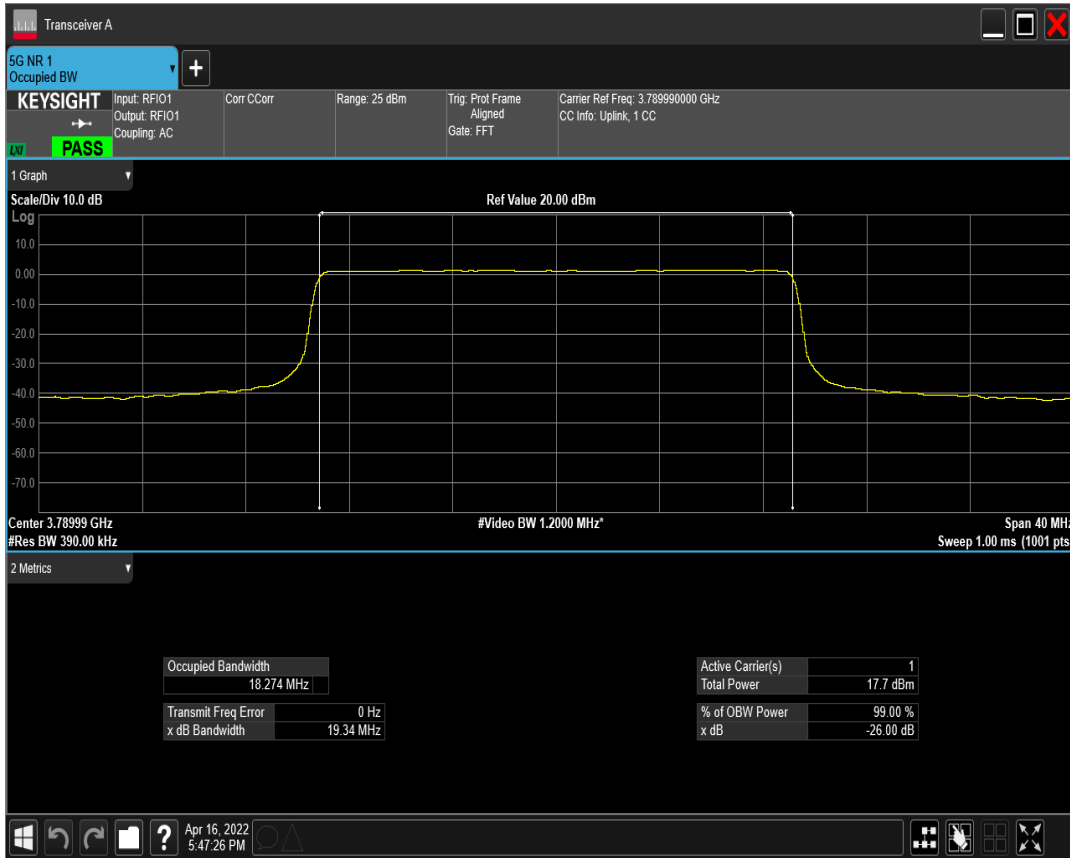 Transceiver A
5G NR 1
Occupied BW
+
KEYSIGHT
LXI
PASS
Input: RFIO1
Output: RFIO1
Coupling: AC
Corr CCorr
Range: 25 dBm
Trig: Prot Frame
Aligned
Gate: FFT
Carrier Ref Freq: 3.789990000 GHz
CC Info: Uplink, 1 CC
1 Graph
Scale/Div 10.0 dB
Ref Value 20.00 dBm
Log
10.0
0.00
-10.0
-20.0
-30.0
-40.0
-50.0
-60.0
-70.0
Center 3.78999 GHz
#Video BW 1.2000 MHz*
Span 40 MHz
#Res BW 390.00 kHz
Sweep 1.00 ms (1001 pts
2 Metrics
Occupied Bandwidth
18.274 MHz
Transmit Freq Error 0 Hz
x dB Bandwidth 19.34 MHz
Active Carrier(s) 1
Total Power 17.7 dBm
% of OBW Power 99.00 %
x dB -26.00 dB
?
Apr 16, 2022
5:47:26 PM